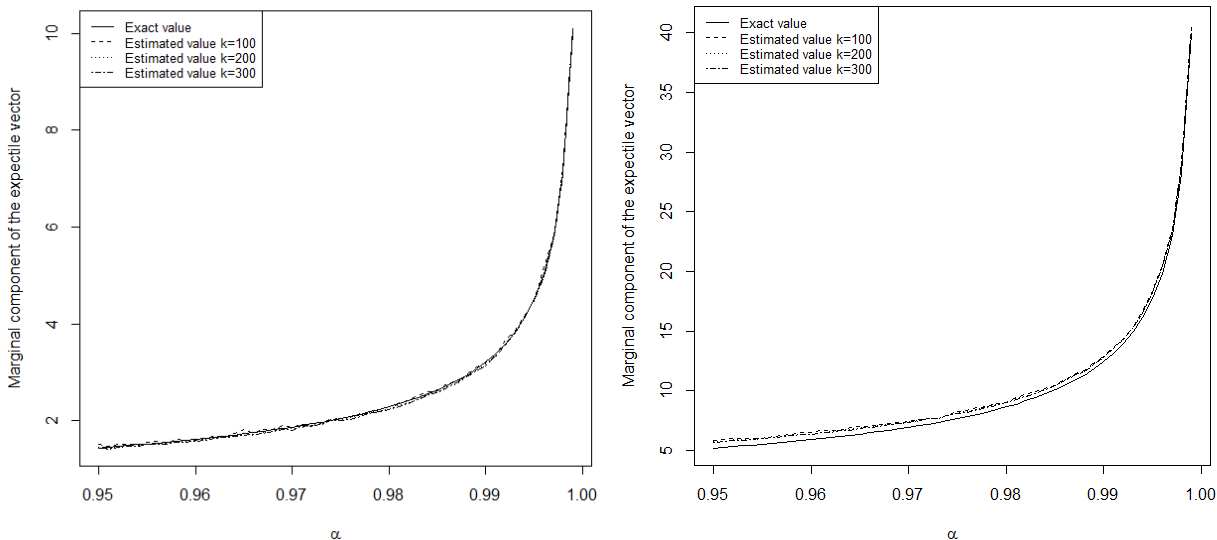 Exact value
Estimated value k=100
Estimated value k=200
Estimated value k=300
Marginal component of the expectile vector
10
8
6
4
2
0.95 0.96 0.97 0.98 0.99 1.00
α
Exact value
Estimated value k=100
Estimated value k=200
Estimated value k=300
Marginal component of the expectile vector
40
35
30
25
20
15
10
5
0.95 0.96 0.97 0.98 0.99 1.00
α